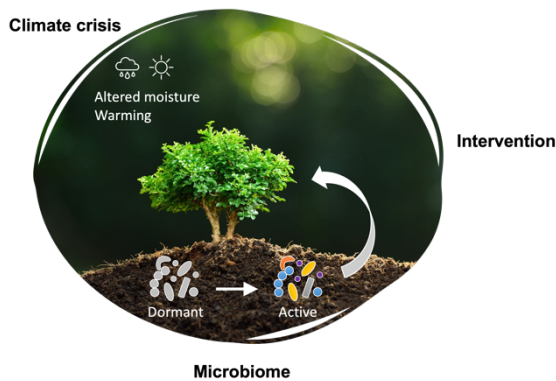 Climate crisis
Altered moisture
Warming
Intervention
Dormant
Active
Microbiome